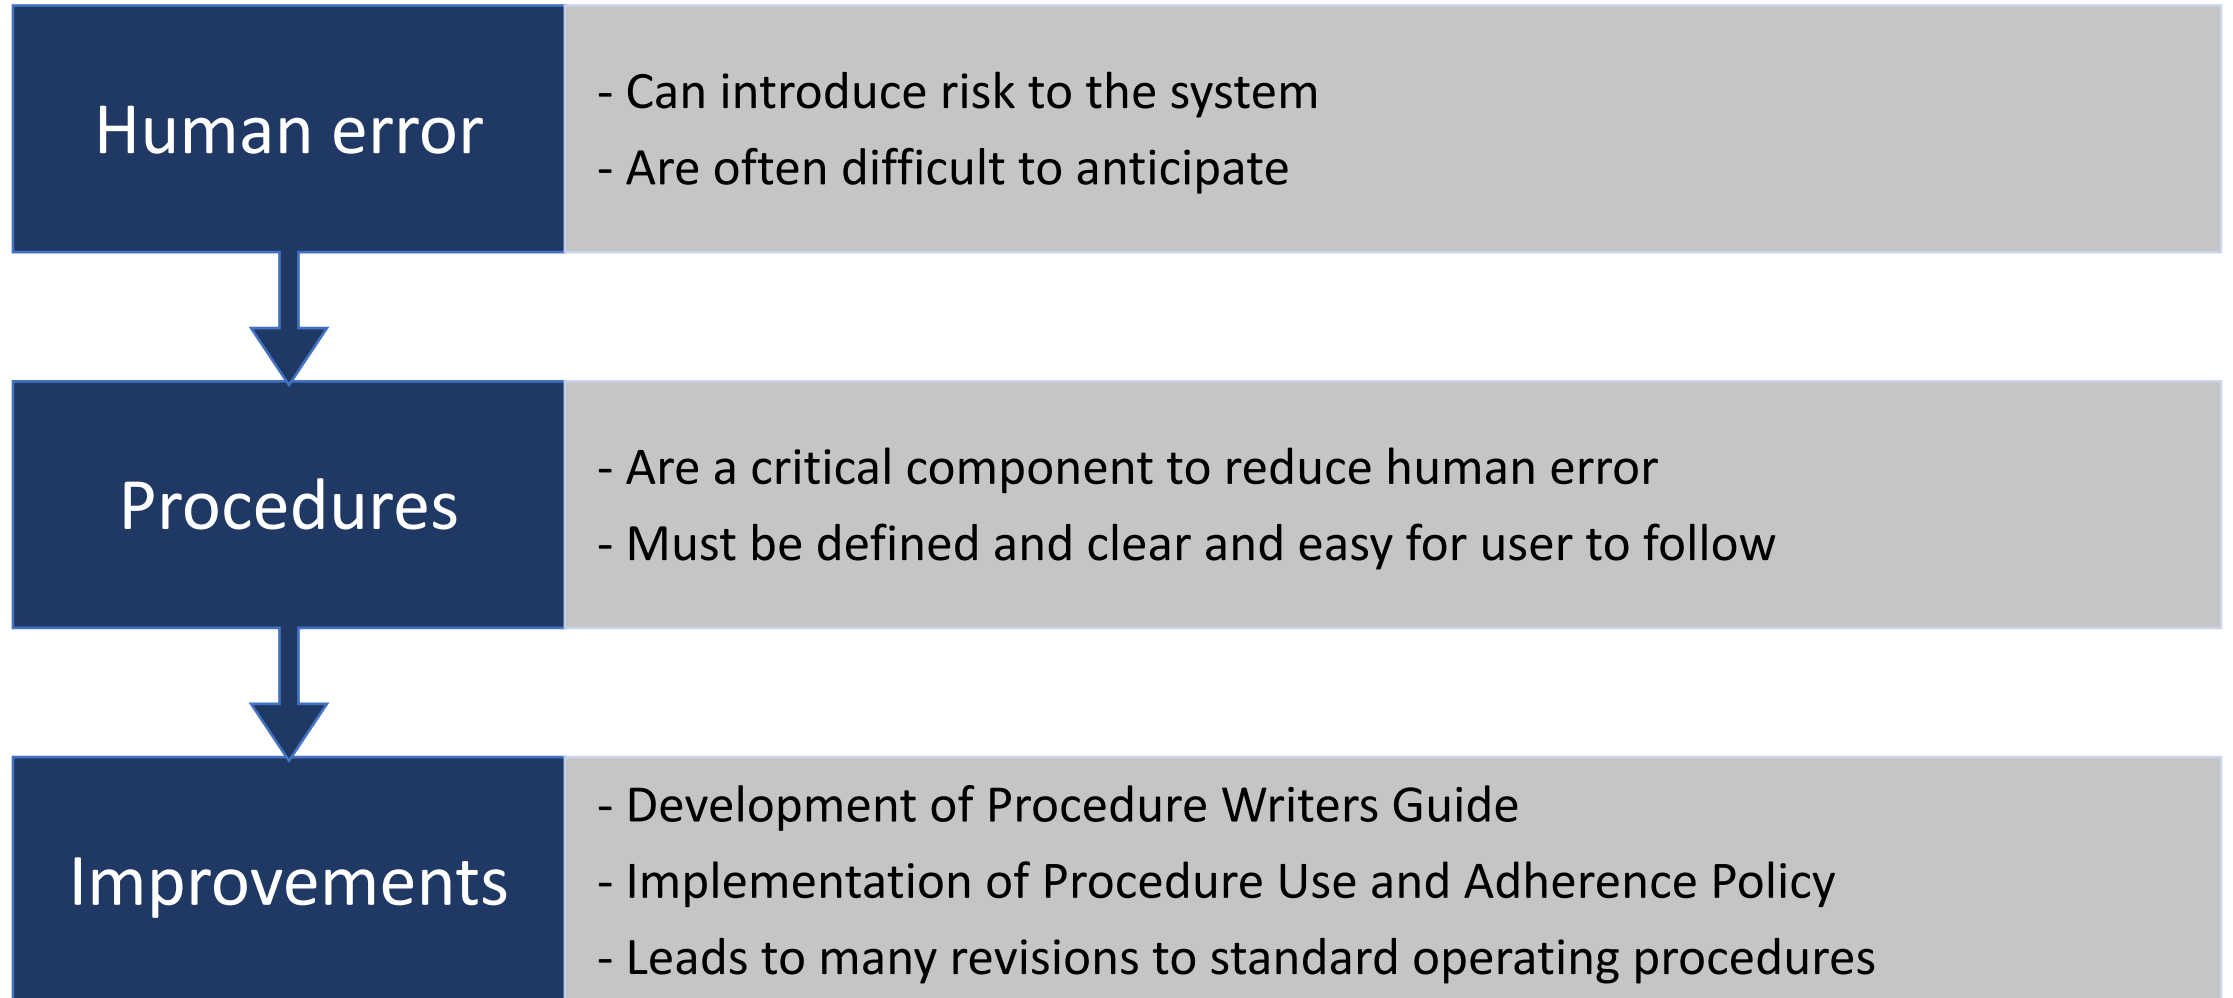 Human error
- Can introduce risk to the system
- Are often difficult to anticipate
Procedures
- Are a critical component to reduce human error
- Must be defined and clear and easy for user to follow
Improvements
- Development of Procedure Writers Guide
- Implementation of Procedure Use and Adherence Policy
- Leads to many revisions to standard operating procedures